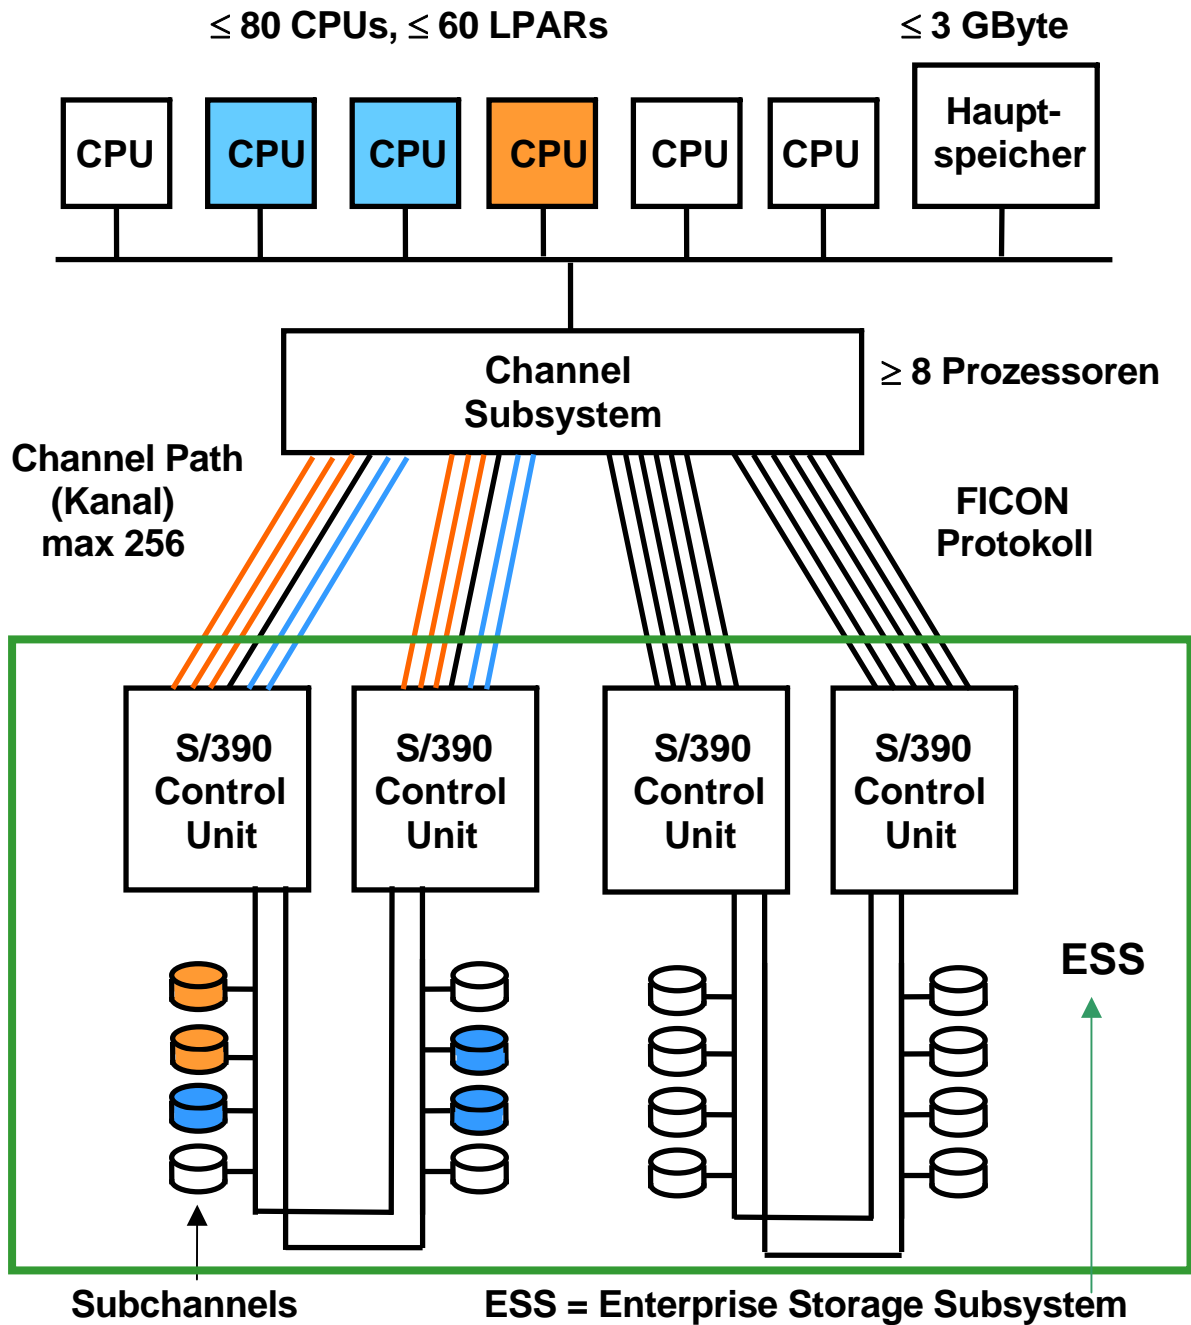 ≤ 80 CPUs, ≤ 60 LPARs
≤ 3 GByte
CPU
CPU
CPU
CPU
CPU
CPU
Haupt-
speicher
Channel
Subsystem
≥ 8 Prozessoren
Channel Path
(Kanal)
max 256
FICON
Protokoll
S/390
Control
Unit
S/390
Control
Unit
S/390
Control
Unit
S/390
Control
Unit
ESS
Subchannels
ESS = Enterprise Storage Subsystem